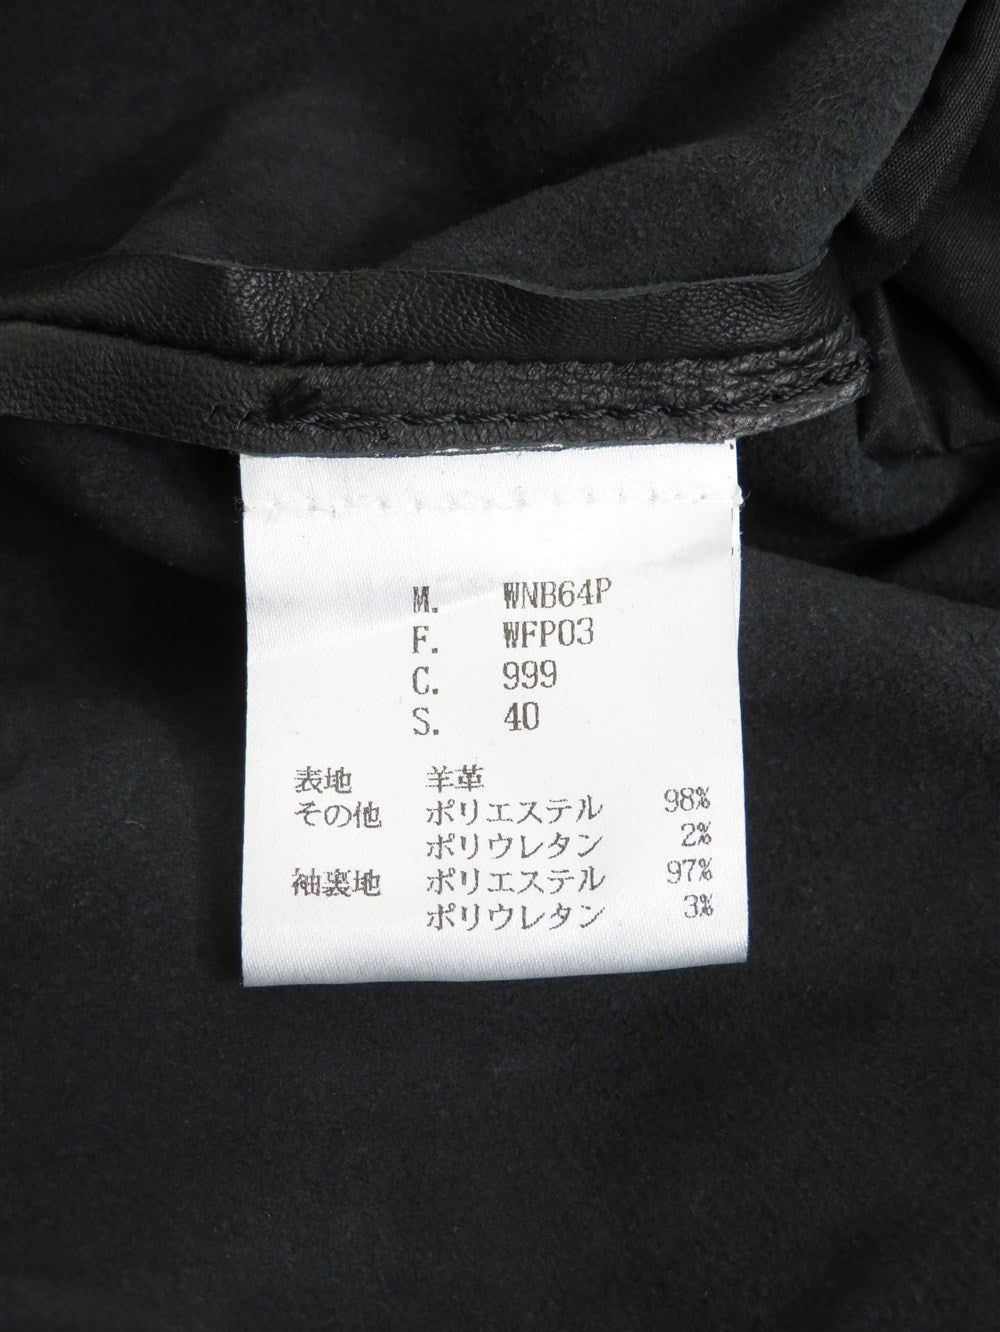 M. WNB64P
F. WFP03
C. 999
S. 40
表地 羊革
その他 ポリエステル 98%
ポリウレタン 2%
袖裏地 ポリエステル 97%
ポリウレタン 3%